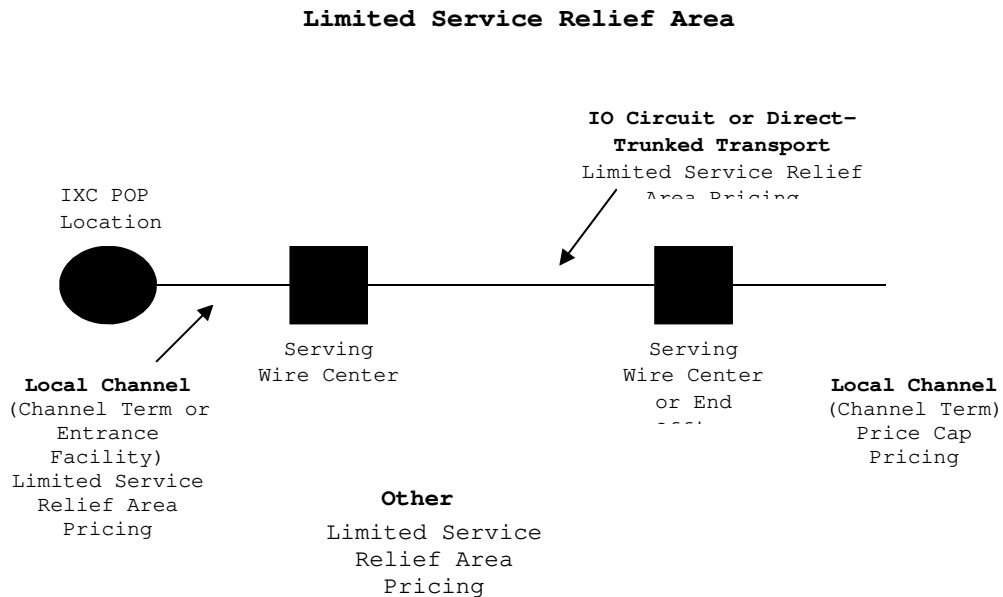 Limited Service Relief Area
IO Circuit or Direct-
Trunked Transport
Limited Service Relief
Area Pricing
IXC POP
Location
Serving
Wire Center
Serving
Wire Center
or End
Local Channel
(Channel Term or
Entrance
Facility)
Limited Service
Relief Area
Pricing
Local Channel
(Channel Term)
Price Cap
Pricing
Other
Limited Service
Relief Area
Pricing